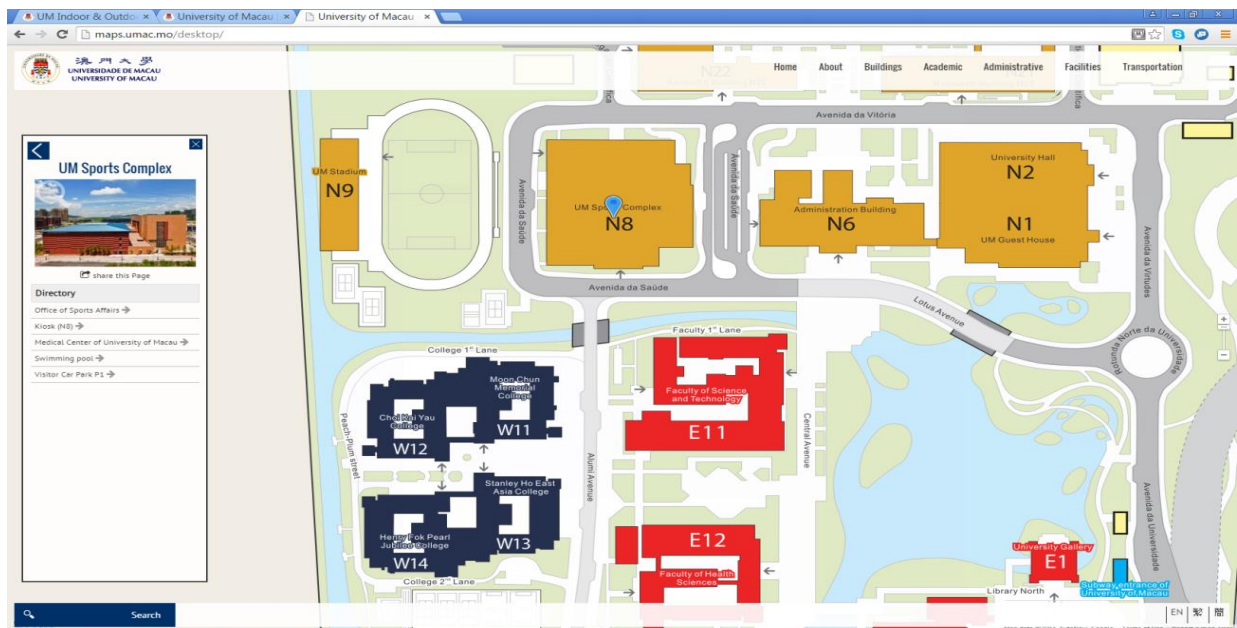 UM Indoor & Outdo
University of Macau
University of Macau
maps.umac.mo/desktop/
澳門大學
UNIVERSIDADE DE MACAU
UNIVERSITY OF MACAU
Home About Buildings Academic Administrative Facilities Transportation
N22
N21
Avenida da Vitória
UM Sports Complex
share this Page
Directory
Office of Sports Affairs
Kiosk (N8)
Medical Center of University of Macau
Swimming pool
Visitor Car Park P1
UM Stadium
N9
Avenida da Saúde
UM Sp Complex
N8
Avenida da Saúde
Administration Building
N6
University Hall
N2
N1
UM Guest House
Avenida da Virtudes
Avenida da Saúde
Lotus Avenue
Rotunda Norte da Universidade
Faculty 1st Lane
College 1st Lane
Moon Chun
Memorial
College
W11
Choi Kai Yau
College
W12
Peach-Plum street
Faculty of Science
and Technology
E11
Central Avenue
Alumi Avenue
Stanley Ho East
Asia College
W13
Henry Fok Pearl
Jubilee College
W14
College 2nd Lane
E12
Faculty of Health
Sciences
Avenida da Universidade
University Gallery
E1
Subway entrance of
University of Macau
Library North
Search
EN 繁 簡